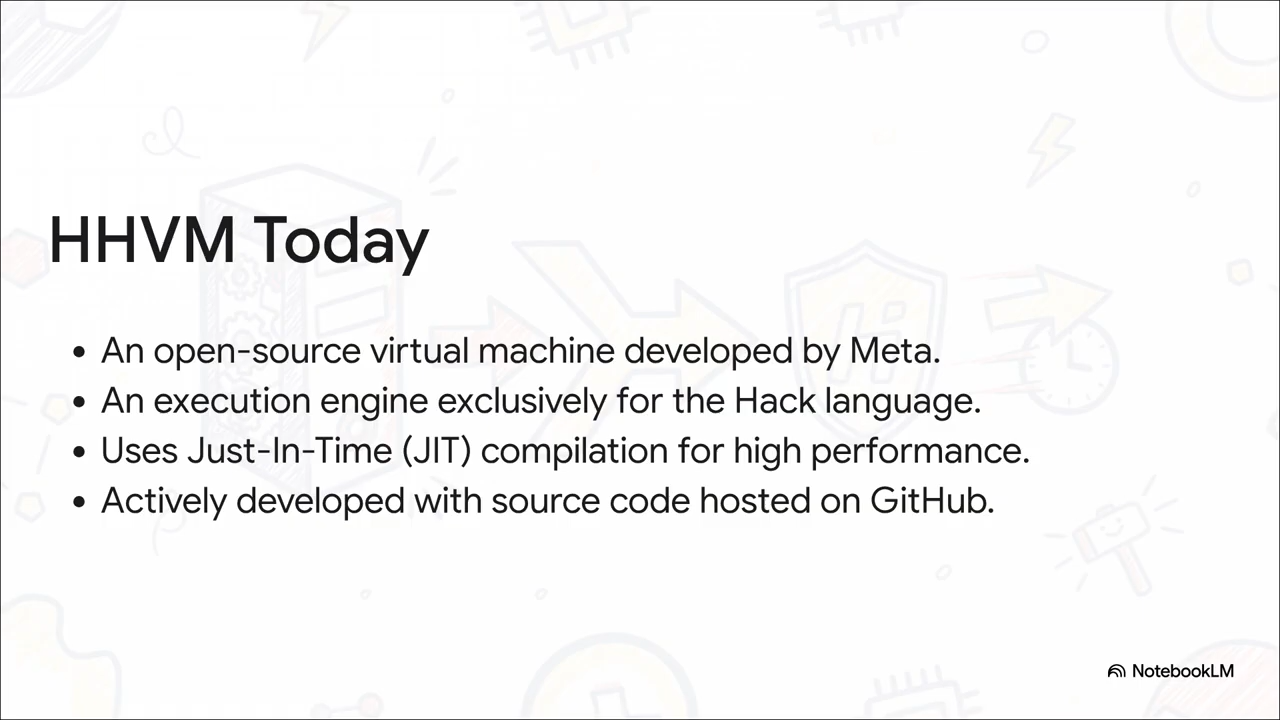 HHVM Today
• An open-source virtual machine developed by Meta.
• An execution engine exclusively for the Hack language.
• Uses Just-In-Time (JIT) compilation for high performance.
• Actively developed with source code hosted on GitHub.
NotebookLM